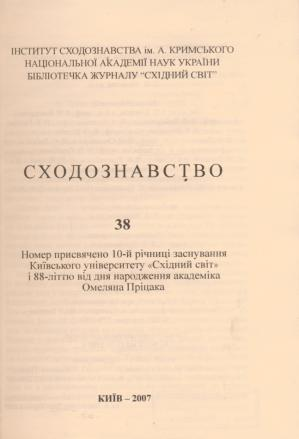 ІНСТИТУТ СХОДОЗНАВСТВА ім. А. КРИМСЬКОГО
НАЦІОНАЛЬНОЇ АКАДЕМІЇ НАУК УКРАЇНИ
БІБЛІОТЕЧКА ЖУРНАЛУ “СХІДНИЙ СВІТ”
СХОДОЗНАВСТВО
38
Номер присвячено 10-й річниці заснування
Київського університету «Східний світ»
і 88-літтю від дня народження академіка
Омеляна Пріцака
КИЇВ – 2007